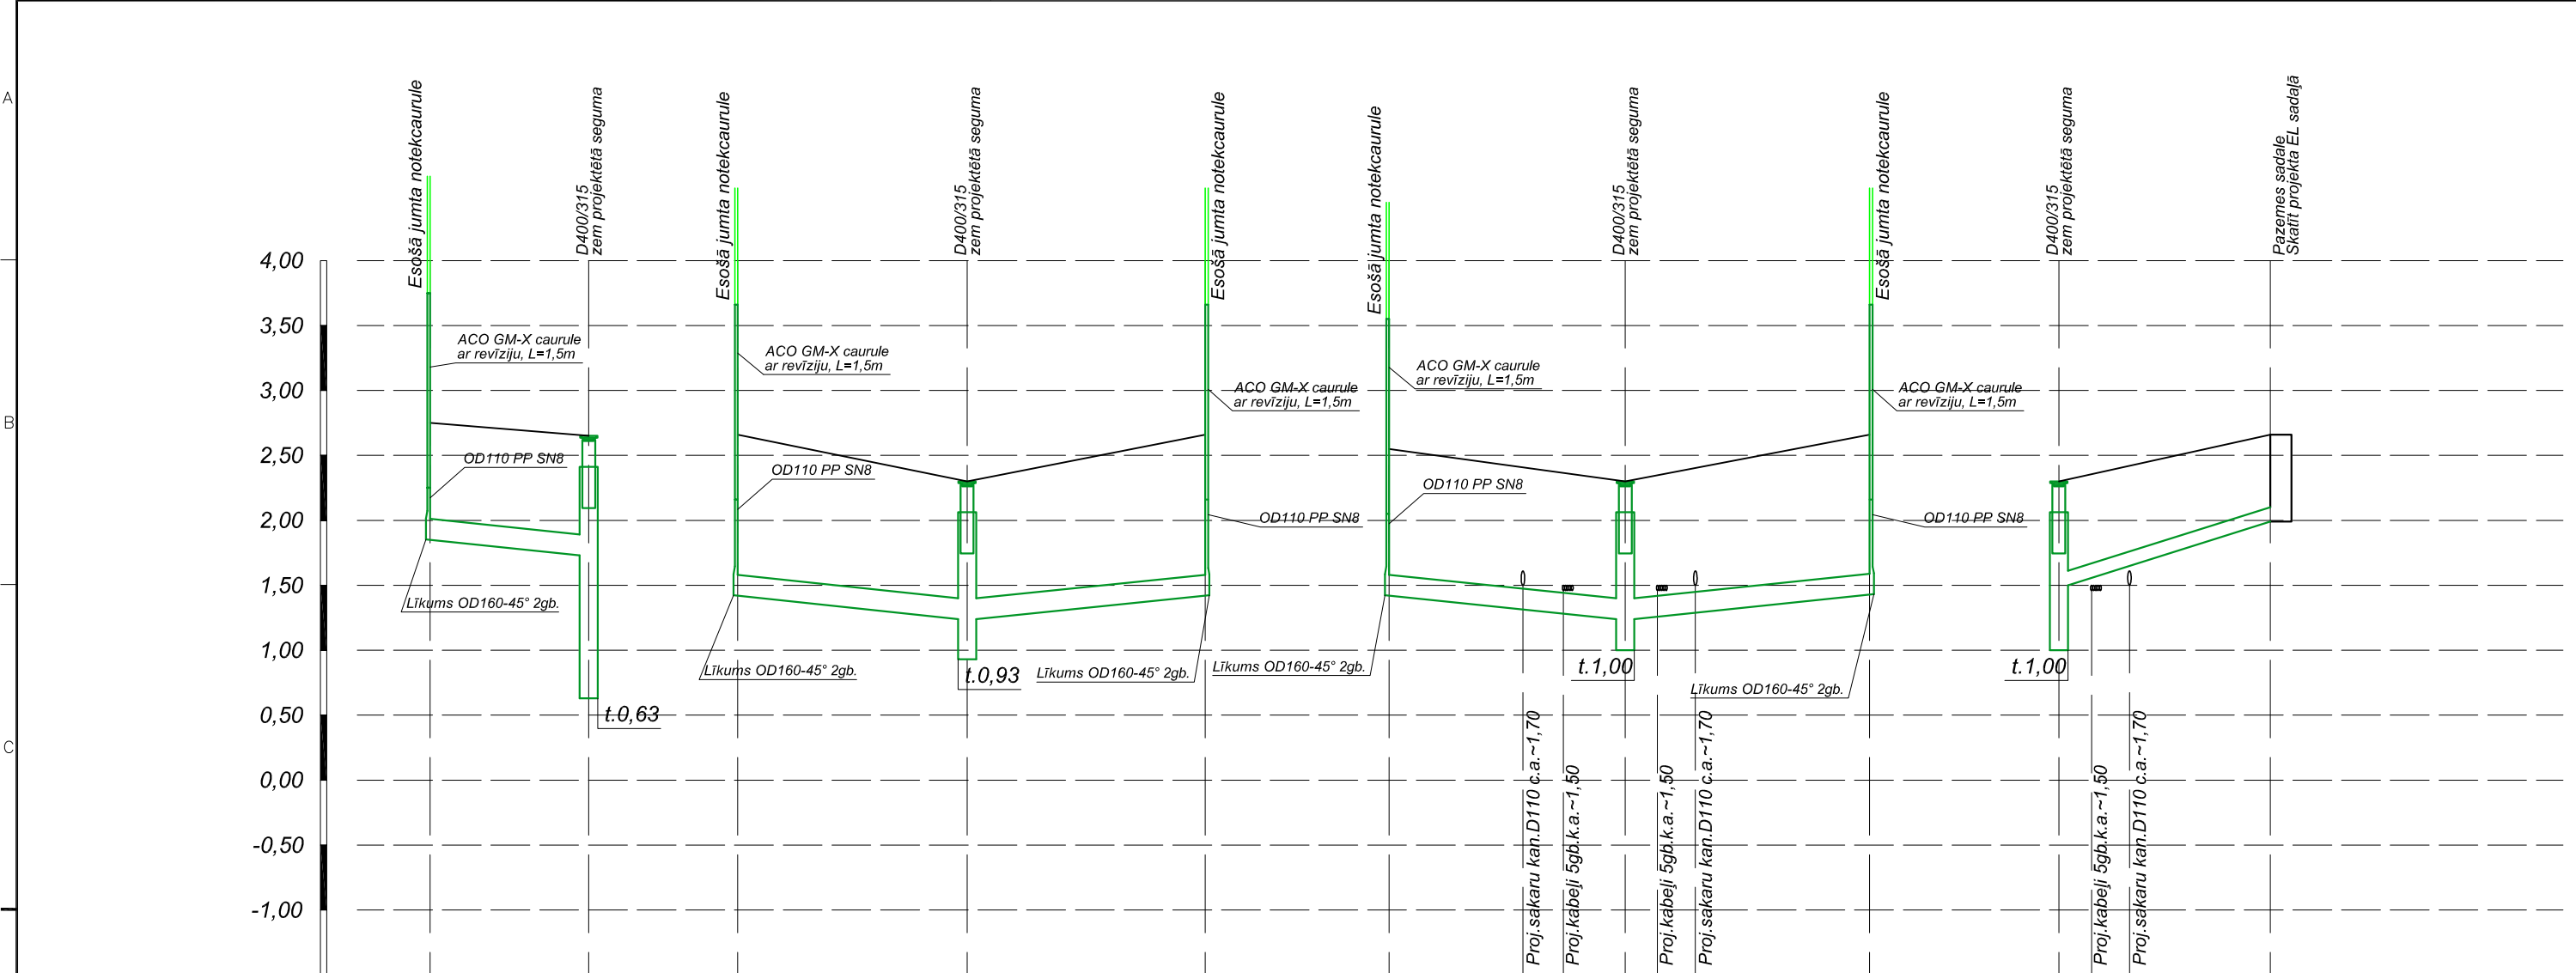 A
B
C
Esošā jumta notekcaurule
D400/315
zem projektētā seguma
Esošā jumta notekcaurule
D400/315
zem projektētā seguma
Esošā jumta notekcaurule
Esošā jumta notekcaurule
D400/315
zem projektētā seguma
Esošā jumta notekcaurule
D400/315
zem projektētā seguma
Pazemes sadale
Skatīt projekta EL sadaļā
4,00
3,50
3,00
2,50
2,00
1,50
1,00
0,50
0,00
-0,50
-1,00
ACO GM-X caurule
ar revīziju, L=1,5m
OD110 PP SN8
Līkums OD160-45° 2gb.
t.0,63
ACO GM-X caurule
ar revīziju, L=1,5m
OD110 PP SN8
Līkums OD160-45° 2gb.
t.0,93
ACO GM-X caurule
ar revīziju, L=1,5m
OD110 PP SN8
Līkums OD160-45° 2gb.
ACO GM-X caurule
ar revīziju, L=1,5m
OD110 PP SN8
Līkums OD160-45° 2gb.
t.1,00
ACO GM-X caurule
ar revīziju, L=1,5m
OD110 PP SN8
Līkums OD160-45° 2gb.
t.1,00
Proj.sakaru kan.D110 c.a.~1,70
Proj.kabeļi 5gb.k.a.~1,50
Proj.kabeļi 5gb.k.a.~1,50
Proj.sakaru kan.D110 c.a.~1,70
Proj.kabeļi 5gb.k.a.~1,50
Proj.sakaru kan.D110 c.a.~1,70